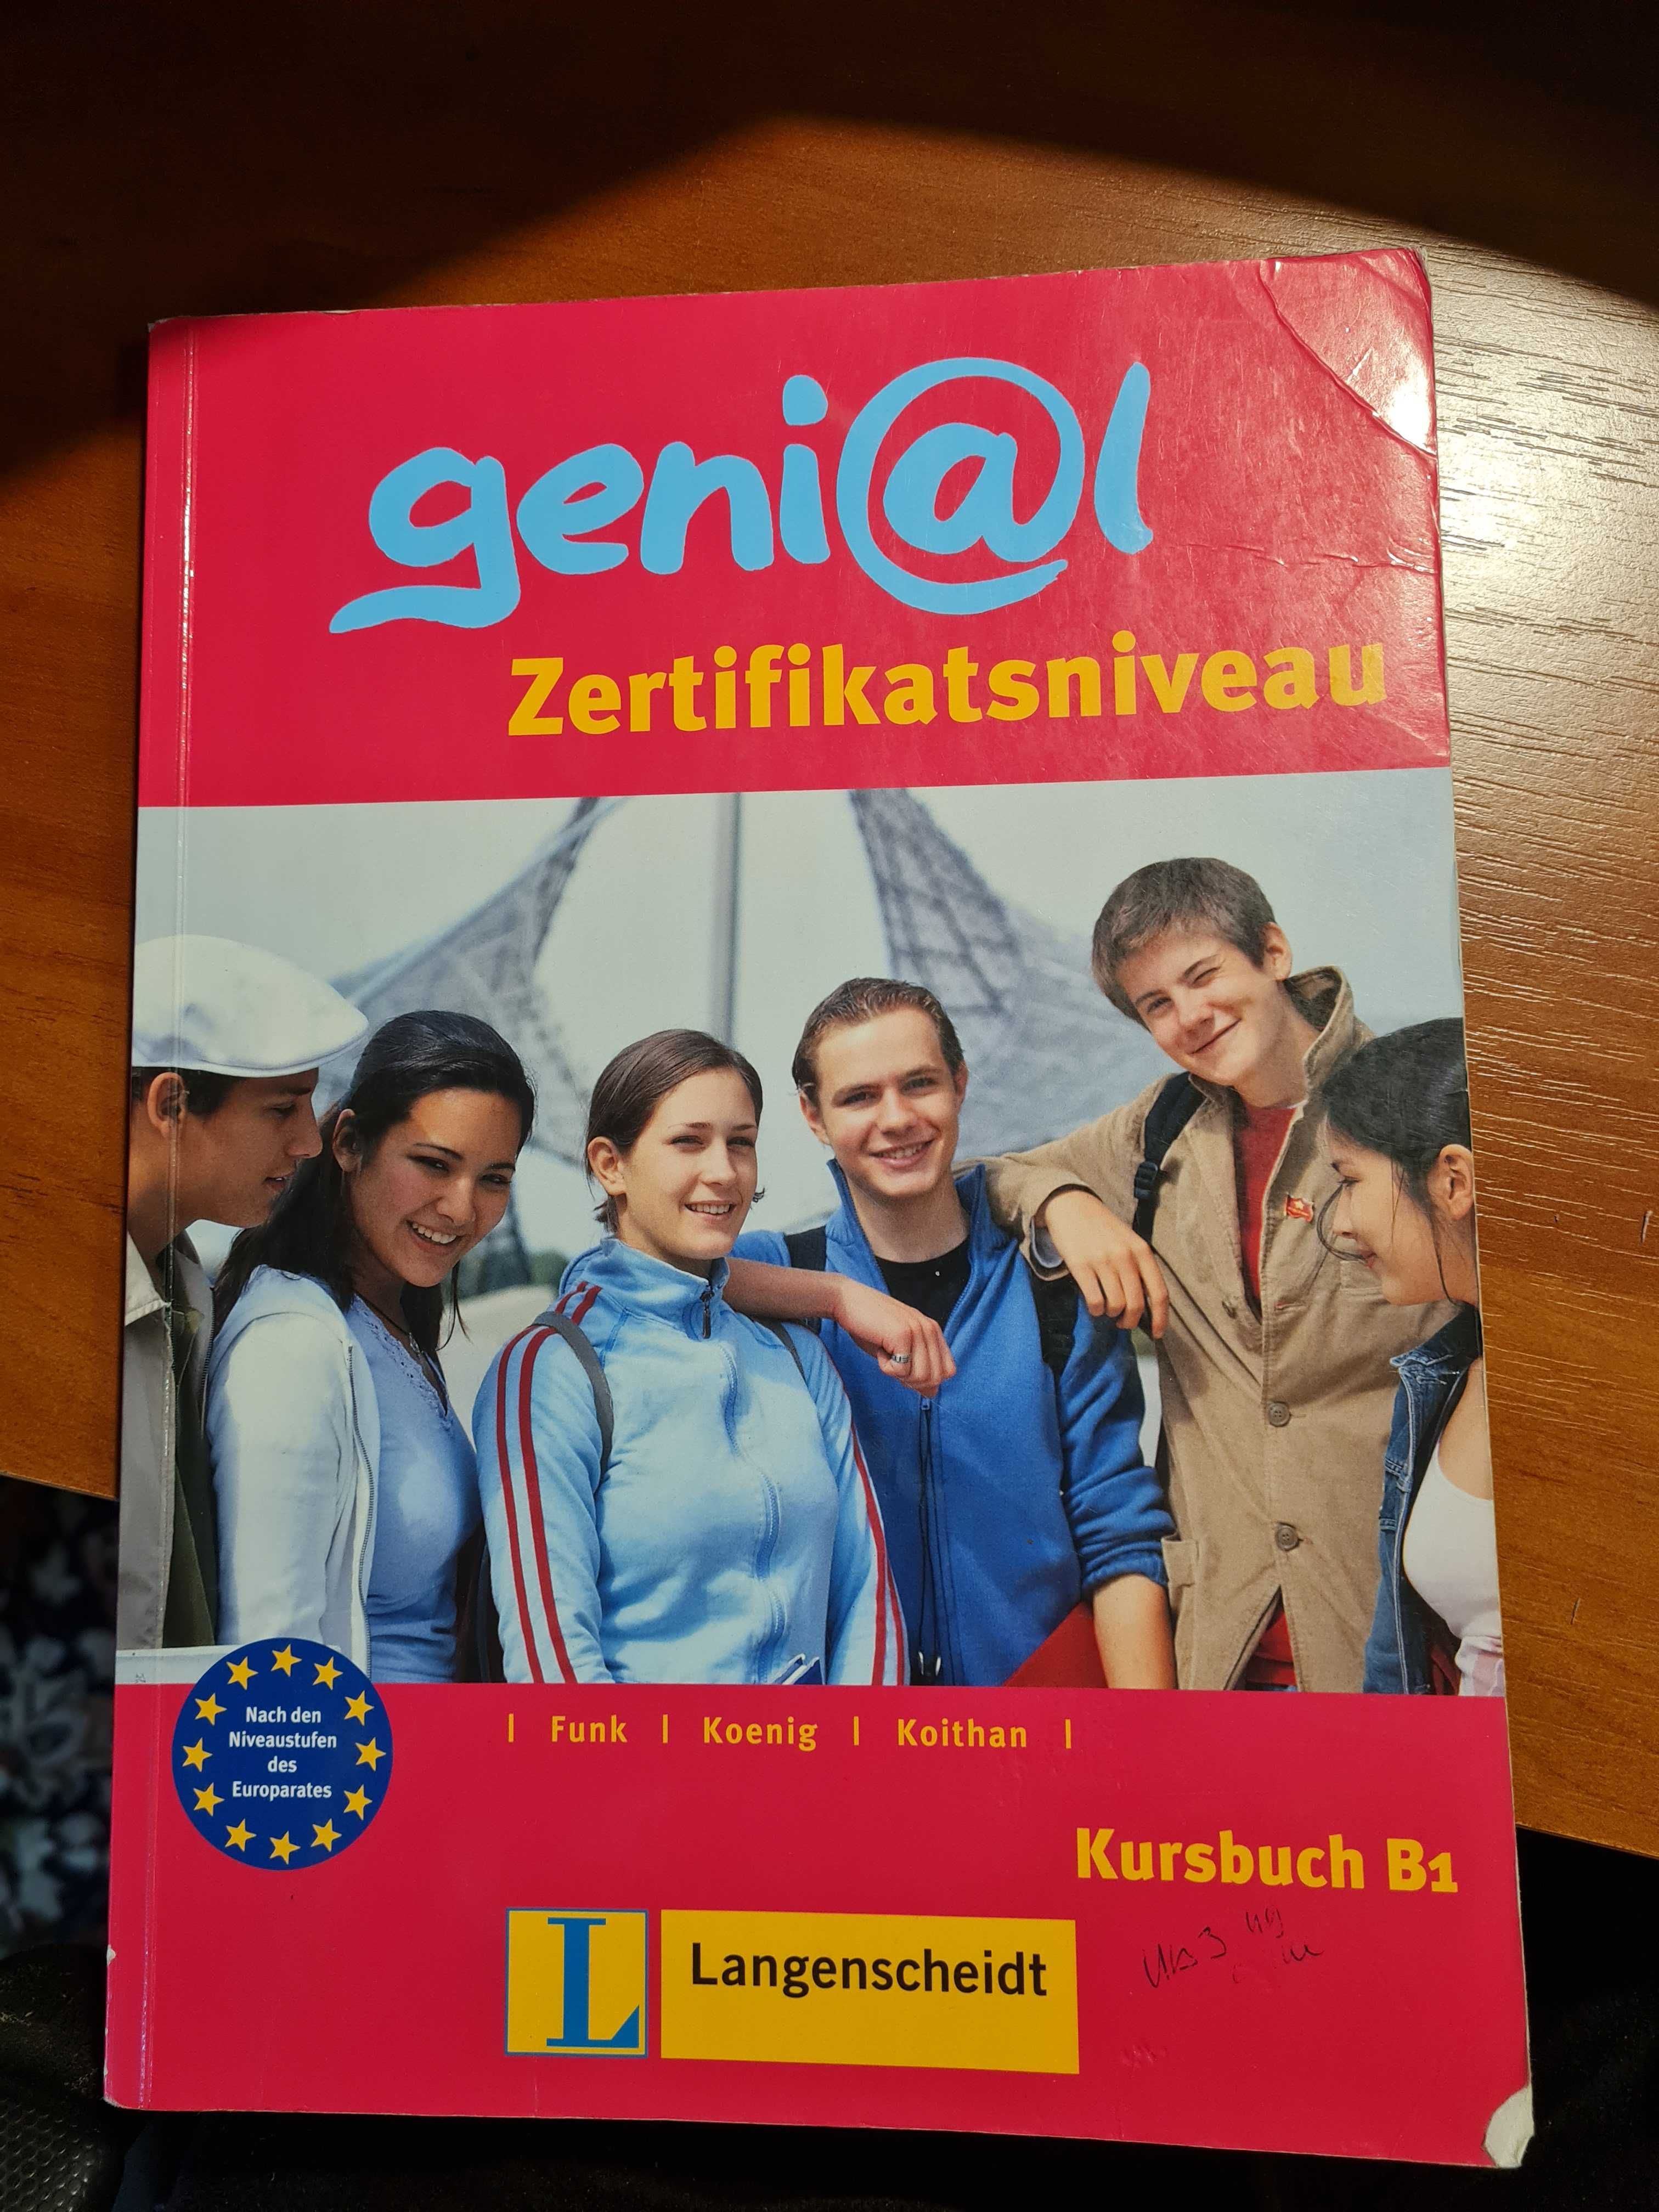 geni@l
Zertifikatsniveau
Nach den
Niveaustufen
des
Europarates
| Funk | Koenig | Koithan |
Kursbuch B1
L Langenscheidt